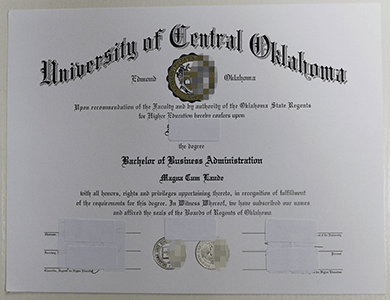 University of Central Oklahoma
Edmond Oklahoma
Upon recommendation of the Faculty and by authority of the Oklahoma State Regents
for Higher Education hereby confers upon
the degree
Bachelor of Business Administration
Magna Cum Laude
with all honors, rights and privileges appertaining thereto, in recognition of fulfillment
of the requirements for this degree. In Witness Whereof, we have subscribed our names
and affixed the seals of the Boards of Regents of Oklahoma